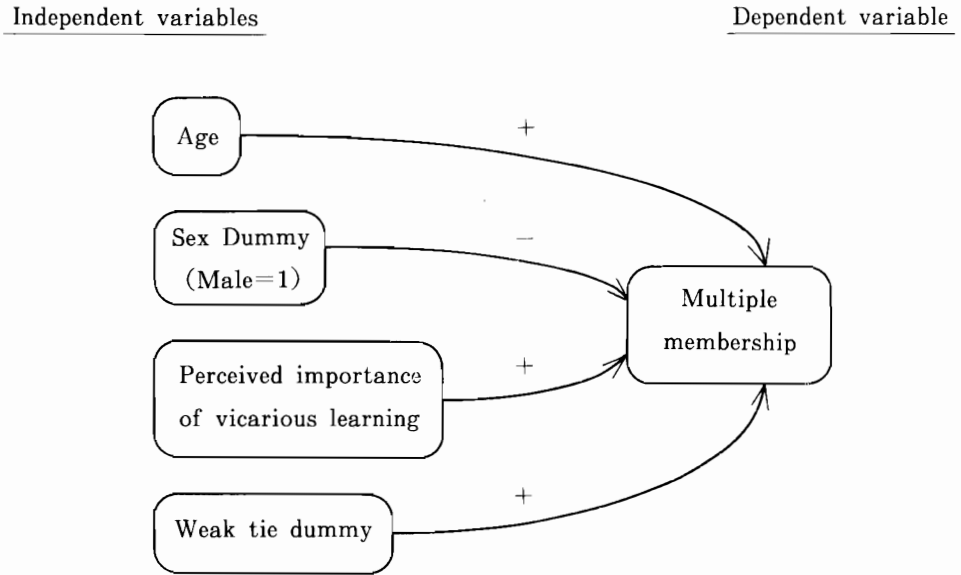 Independent variables
Dependent variable
Age
+
Sex Dummy
(Male=1)
−
Multiple
membership
Perceived importance
of vicarious learning
+
Weak tie dummy
+